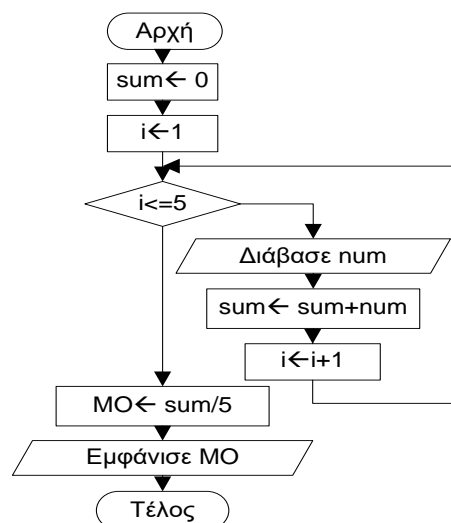 Αρχή
sum← 0
i←1
i<=5
Διάβασε num
sum← sum+num
i←i+1
ΜΟ← sum/5
Εμφάνισε ΜΟ
Τέλος